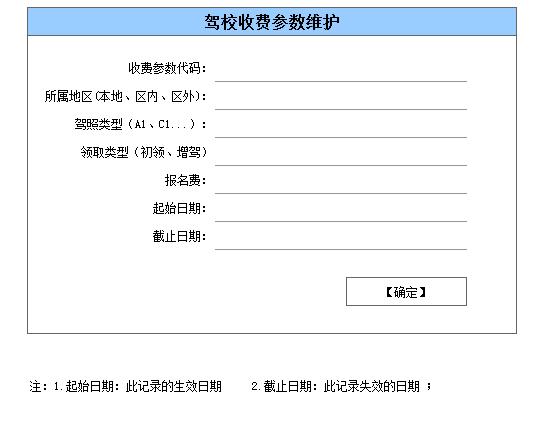 驾校收费参数维护
收费参数代码：
所属地区(本地、区内、区外)：
驾照类型（A1、C1...）：
领取类型（初领、增驾）
报名费：
起始日期：
截止日期：
【确定】
注：1.起始日期：此记录的生效日期 2.截止日期：此记录失效的日期 ；